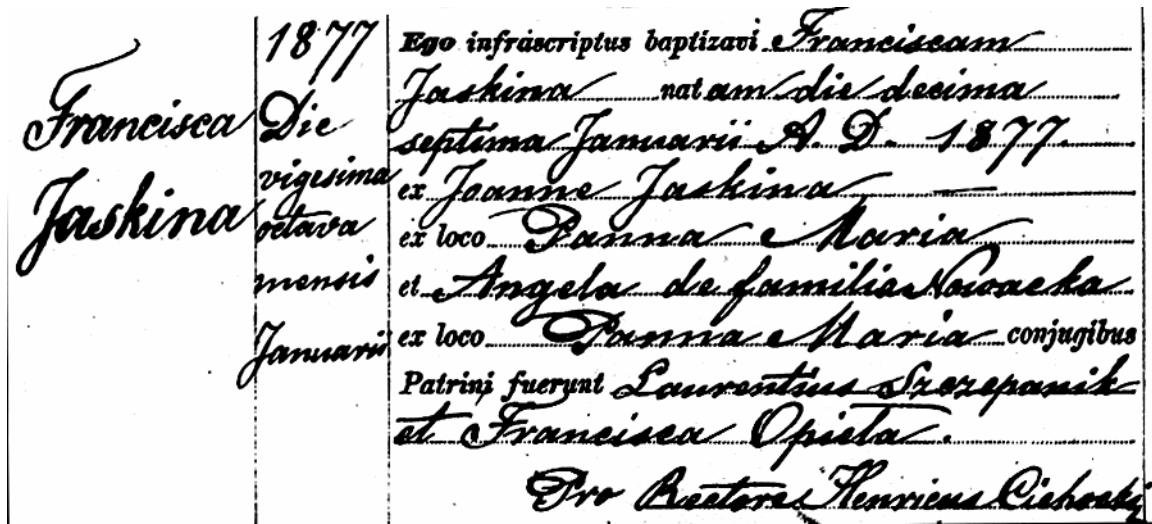 Francisca
Jaskina
1877
Die
vigesima
octava
mensis
Januarii
Ego infrascriptus baptizavi Franciscam
Jaskina natam die decima
septima Januarii A. D. 1877.
ex Joanne Jaskina —
ex loco Panna Maria
et Angela de familia Nowacka
ex loco Panna Maria conjugibus
Patrini fuerunt Laurentius Szczepanik
et Francisca Opiela.
Pro Rectore Henricus Cichocki